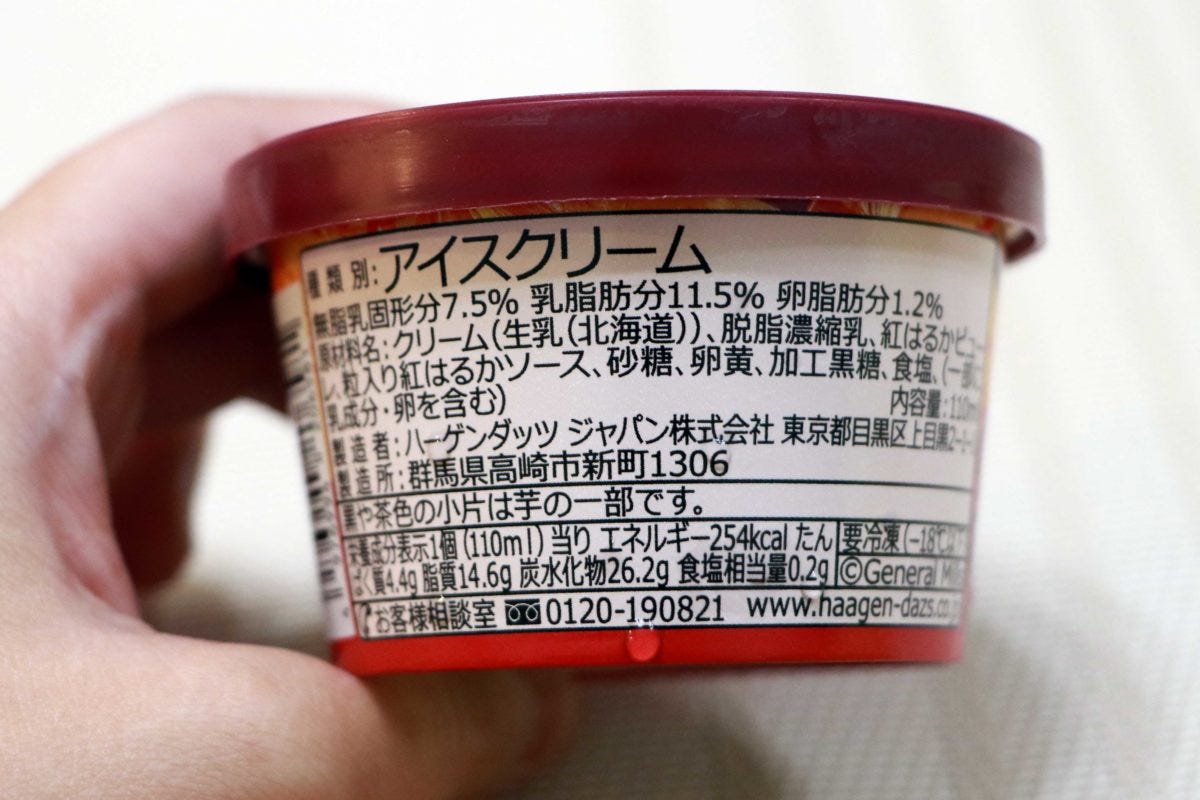 種類別:アイスクリーム
無脂乳固形分7.5% 乳脂肪分11.5% 卵脂肪分1.2%
原材料名:クリーム(生乳(北海道))、脱脂濃縮乳、紅はるかピュー
レ、粒入り紅はるかソース、砂糖、卵黄、加工黒糖、食塩、(一部に
乳成分・卵を含む)
内容量:110m
製造者:ハーゲンダッツ ジャパン株式会社 東京都目黒区上目黒2-1-
製造所:群馬県高崎市新町1306
黒や茶色の小片は芋の一部です。
栄養成分表示1個(110ml)当り エネルギー254kcal たん
ぱく質4.4g 脂質14.6g 炭水化物26.2g 食塩相当量0.2g
要冷凍(-18℃
©General
お客様相談室 0120-190821 www.haagen-dazs.co.